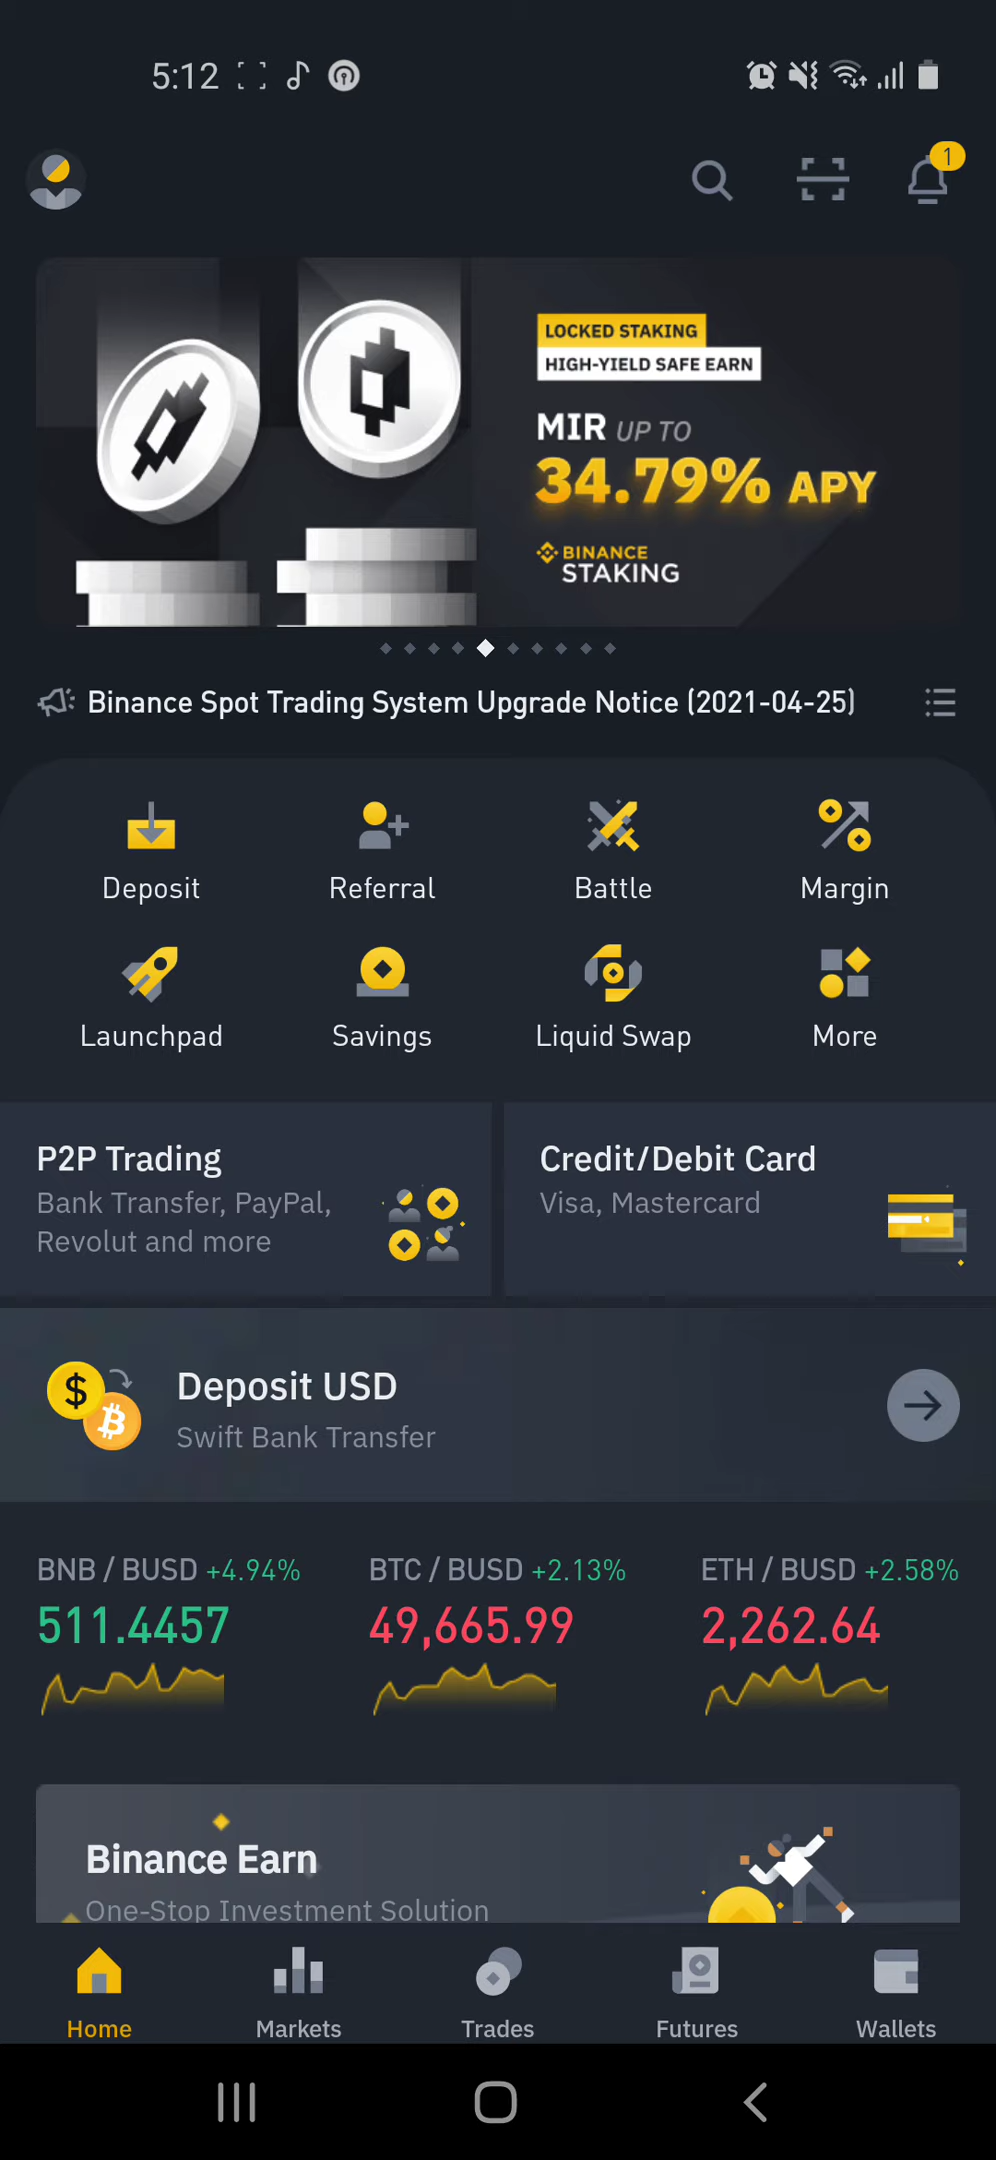 5:12
1
LOCKED STAKING
HIGH-YIELD SAFE EARN
MIR UP TO
34.79% APY
BINANCE
STAKING
Binance Spot Trading System Upgrade Notice (2021-04-25)
Deposit Referral Battle Margin
Launchpad Savings Liquid Swap More
P2P Trading
Bank Transfer, PayPal,
Revolut and more
Credit/Debit Card
Visa, Mastercard
Deposit USD
Swift Bank Transfer
BNB / BUSD +4.94% BTC / BUSD +2.13% ETH / BUSD +2.58%
511.4457 49,665.99 2,262.64
Binance Earn
One-Stop Investment Solution
Home Markets Trades Futures Wallets